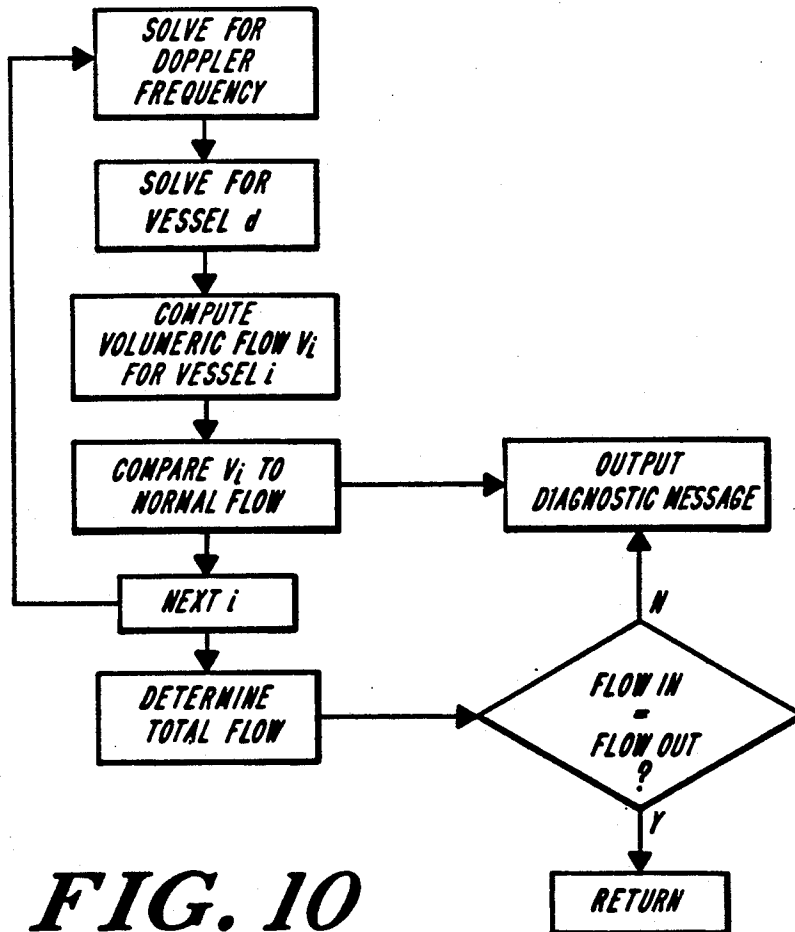 SOLVE FOR
DOPPLER
FREQUENCY
SOLVE FOR
VESSEL d
COMPUTE
VOLUMERIC FLOW Vi
FOR VESSEL i
COMPARE Vi TO
NORMAL FLOW
OUTPUT
DIAGNOSTIC MESSAGE
NEXT i
N
DETERMINE
TOTAL FLOW
FLOW IN
=
FLOW OUT
?
Y
RETURN
FIG. 10